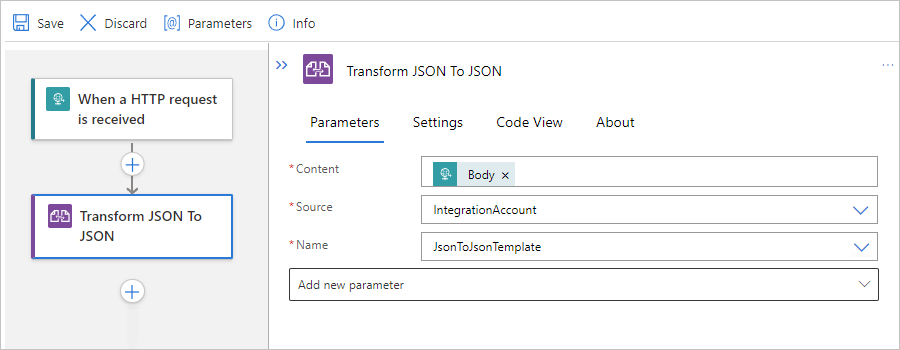 Save Discard [@] Parameters Info
When a HTTP request
is received
Transform JSON To
JSON
Transform JSON To JSON
Parameters Settings Code View About
* Content Body ×
* Source IntegrationAccount
* Name JsonToJsonTemplate
Add new parameter